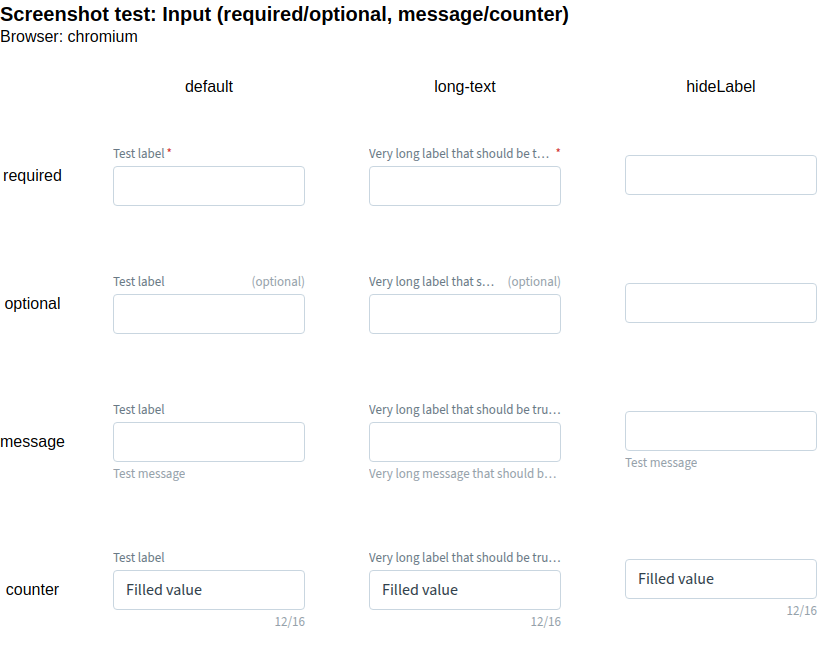 Screenshot test: Input (required/optional, message/counter)
Browser: chromium
default long-text hideLabel
Test label * Very long label that should be t… *
required
Test label (optional) Very long label that s… (optional)
optional
Test label Very long label that should be tru…
message
Test message Very long message that should b… Test message
Test label Very long label that should be tru…
counter Filled value Filled value Filled value
12/16 12/16 12/16